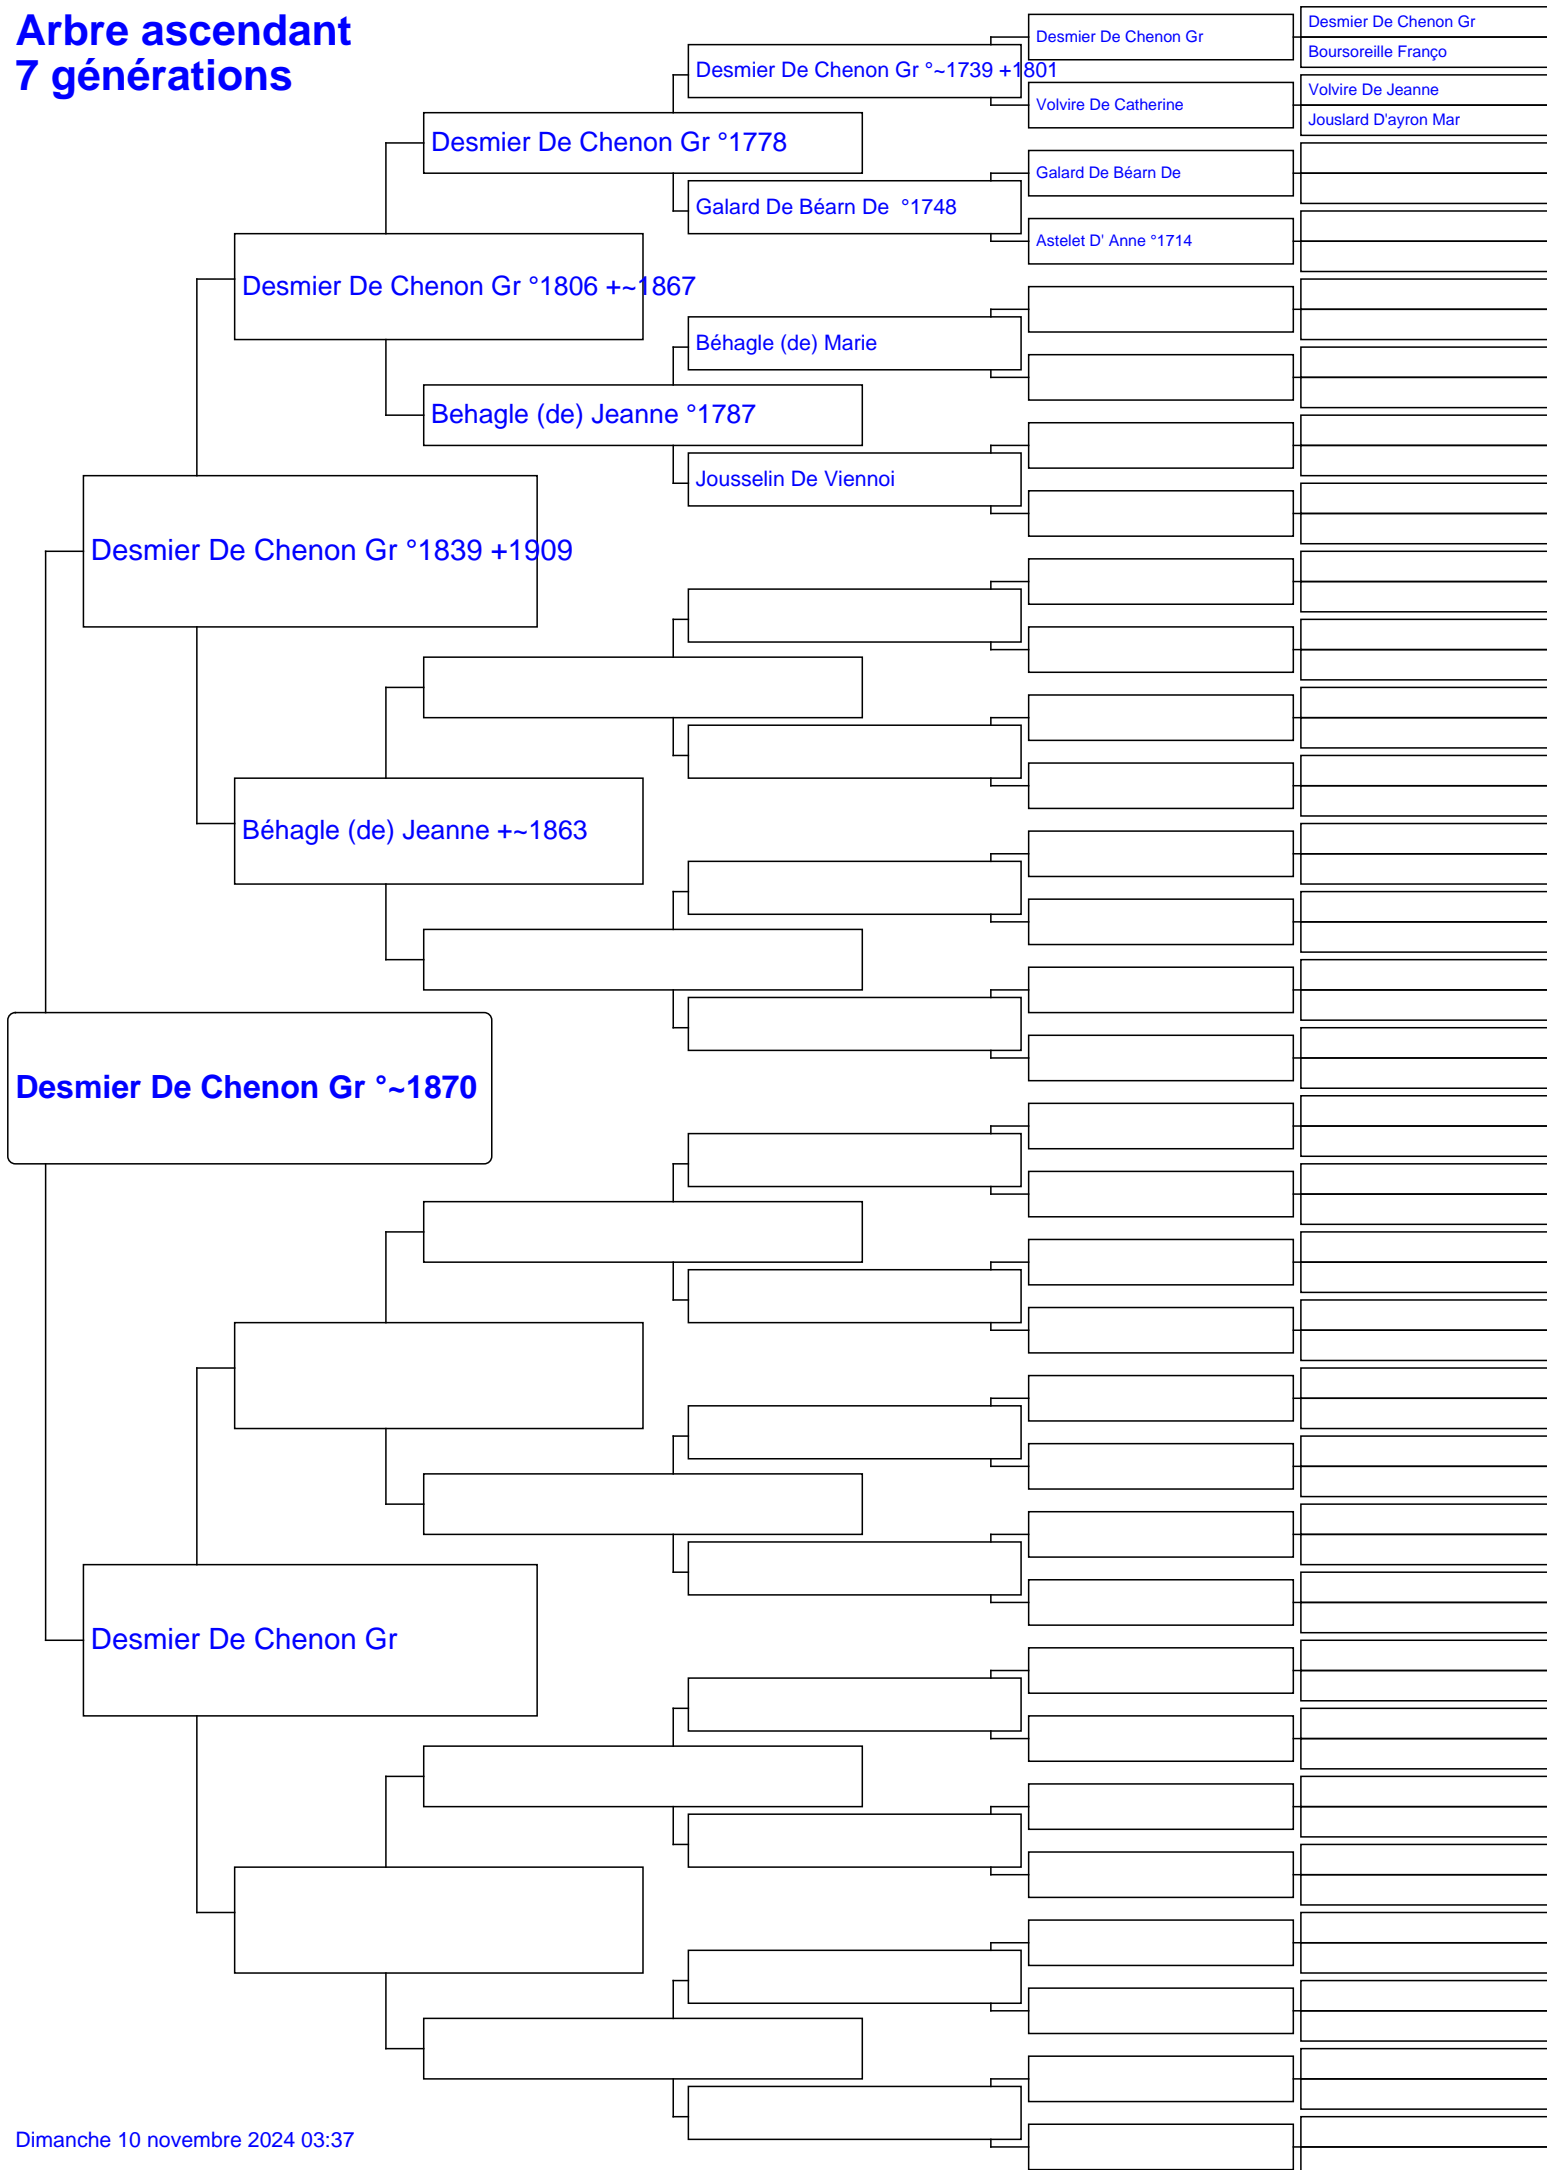 Arbre ascendant
7 générations
Desmier De Chenon Gr
Boursoreille Franço
Desmier De Chenon Gr
Desmier De Chenon Gr °~1739 +1801
Volvire De Jeanne
Volvire De Catherine
Jouslard D'ayron Mar
Desmier De Chenon Gr °1778
Galard De Béarn De
Galard De Béarn De  °1748
Astelet D' Anne °1714
Desmier De Chenon Gr °1806 +~1867
Béhagle (de) Marie
Behagle (de) Jeanne °1787
Jousselin De Viennoi
Desmier De Chenon Gr °1839 +1909
Béhagle (de) Jeanne +~1863
Desmier De Chenon Gr °~1870
Desmier De Chenon Gr
Dimanche 10 novembre 2024 03:37